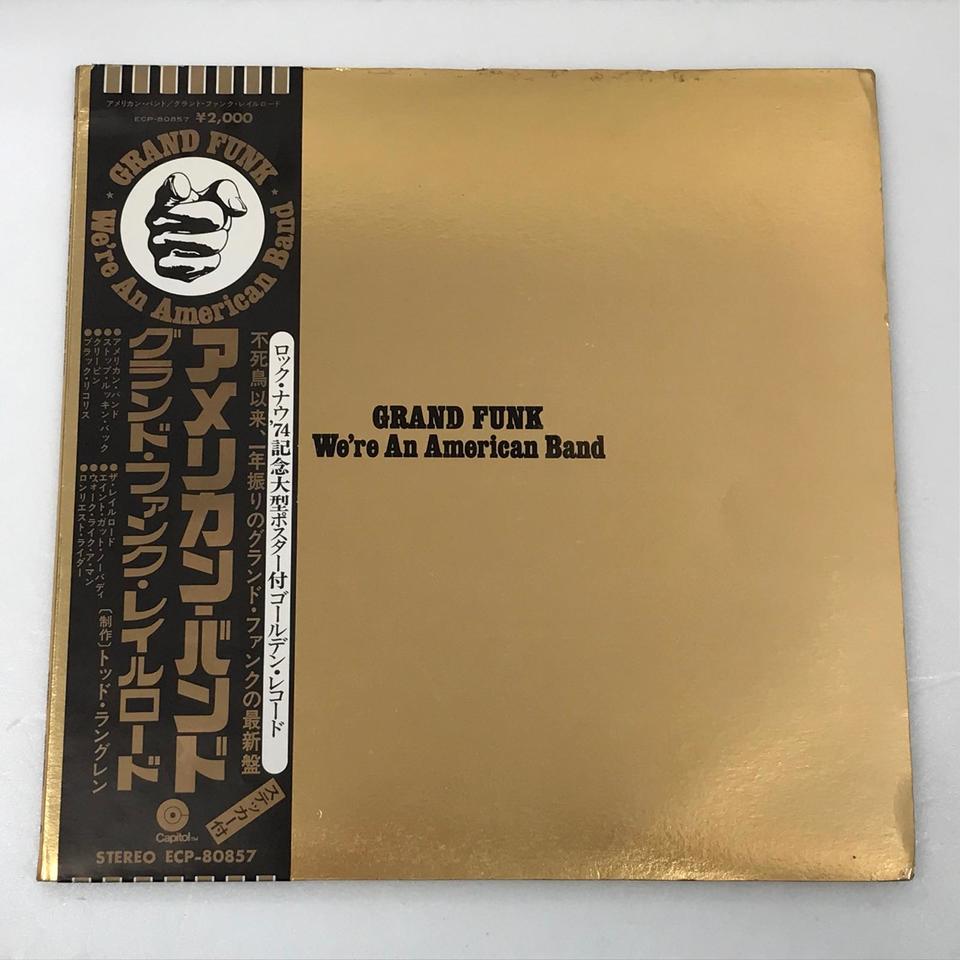 アメリカン・バンド/グランド・ファンク・レイルロード
ECP-80857 ¥2,000
GRAND FUNK
We're An American Band
ロック・ナウ'74記念大型ポスター付ゴールデン・レコード
不死鳥以来、一年振りのグランド・ファンクの最新盤
アメリカン・バンド
グランド・ファンク・レイルロード
●アメリカン・バンド
●ストップ・ルッキン・バック
●クリーピン
●ブラック・リコリス
●ザ・レイルロード
●エイント・ガット・ノーバディ
●ウォーク・ライク・ア・マン
●ロンリエスト・ライダー
〔制作〕トッド・ラングレン
ステッカー付
Capitol™
STEREO ECP-80857
GRAND FUNK
We're An American Band